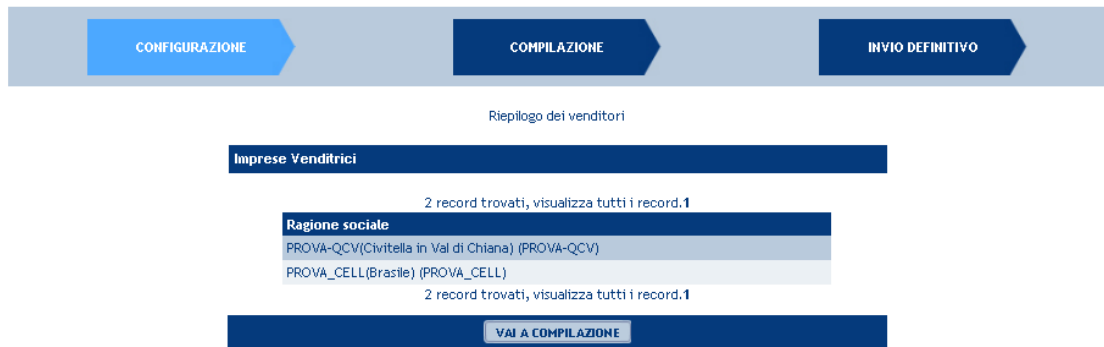 CONFIGURAZIONE
COMPILAZIONE
INVIO DEFINITIVO
Riepilogo dei venditori
Imprese Venditrici
2 record trovati, visualizza tutti i record.1
Ragione sociale
PROVA-QCV(Civitella in Val di Chiana) (PROVA-QCV)
PROVA_CELL(Brasile) (PROVA_CELL)
2 record trovati, visualizza tutti i record.1
VAI A COMPILAZIONE